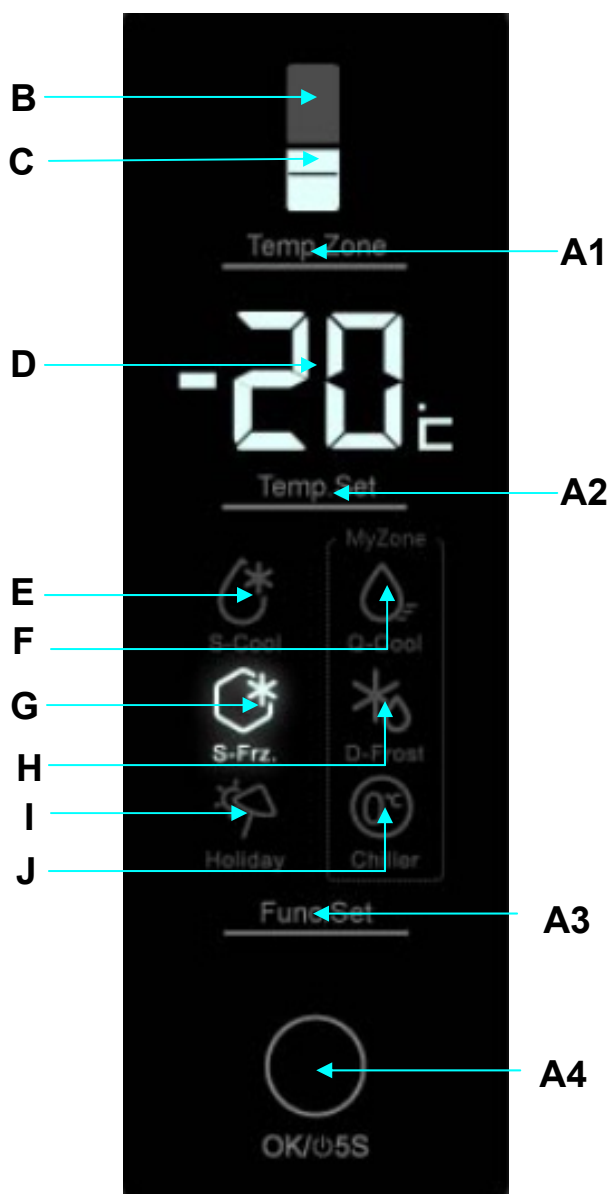 B
C
Temp.Zone
A1
D
-20℃
Temp.Set
A2
MyZone
E
S-Cool
F
Q-Cool
G
S-Frz.
H
D-Frost
I
Holiday
0℃
J
Chiller
Func.Set
A3
A4
OK/⏻5S